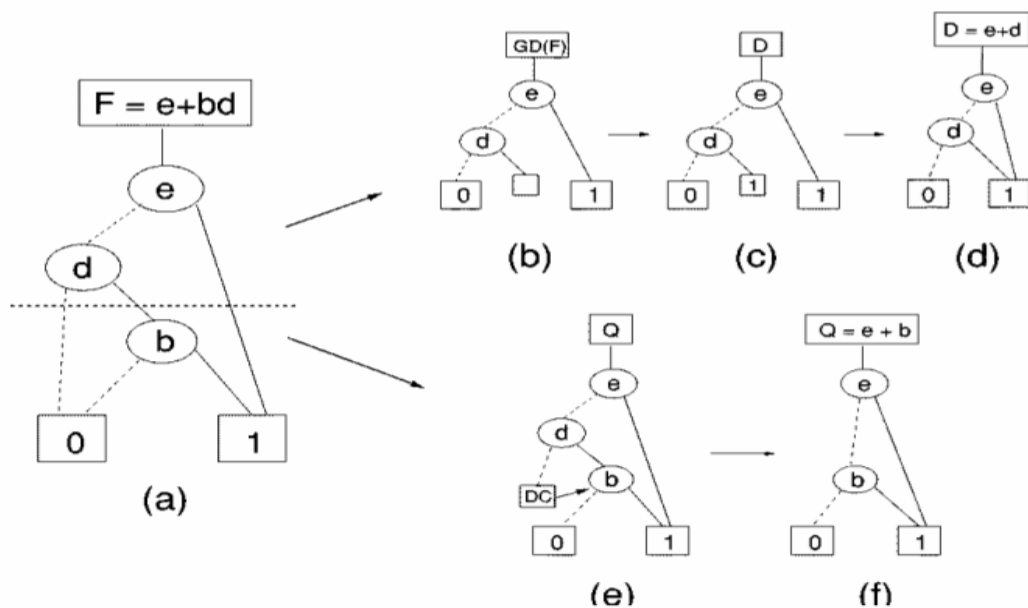 F = e+bd
e
d
b
0 1
(a)
GD(F)
e
d
0 1
(b)
D
e
d
0 1 1
(c)
D = e+d
e
d
0 1
(d)
Q
e
d
DC b
0 1
(e)
Q = e + b
e
b
0 1
(f)